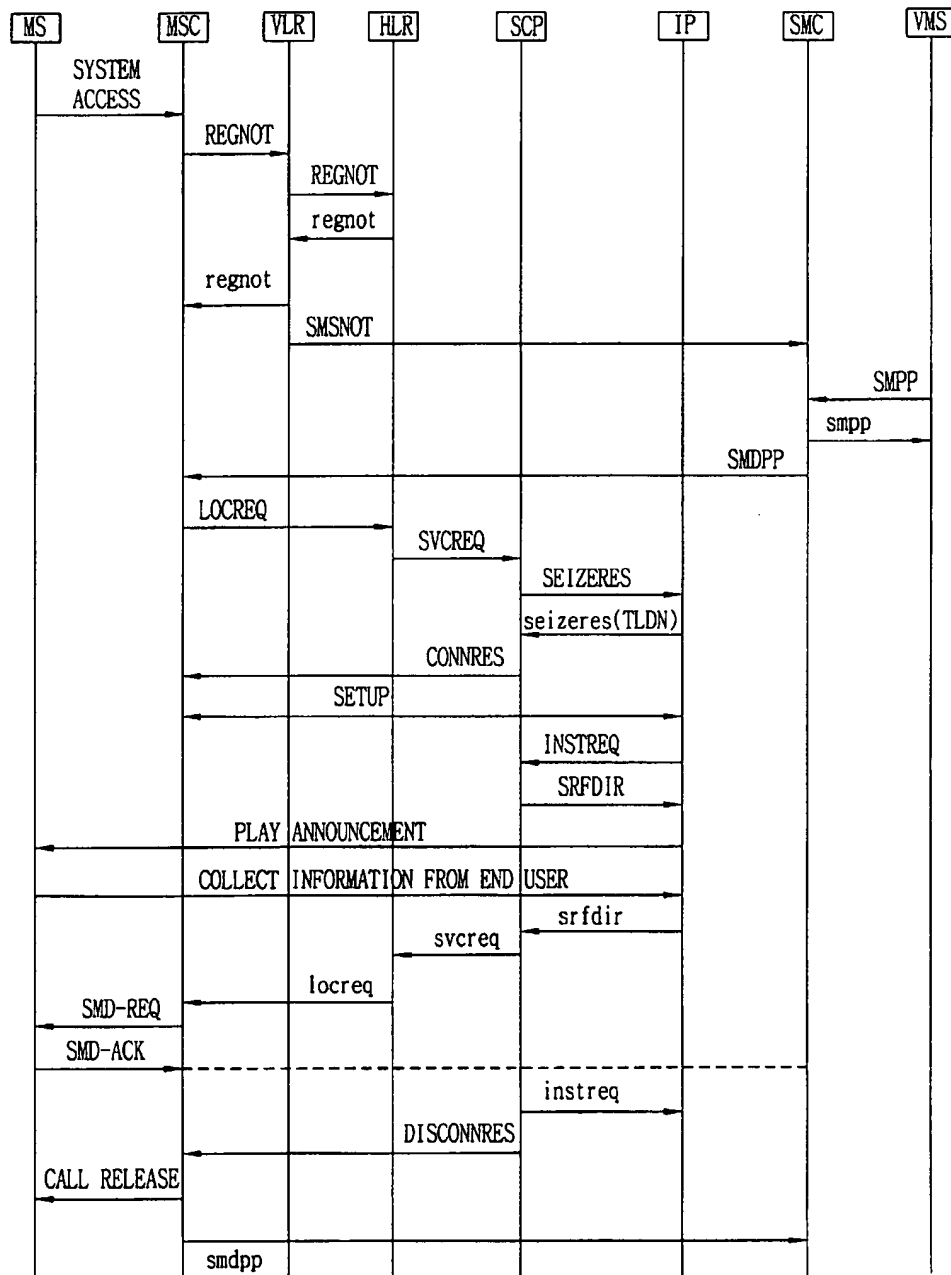 MS MSC VLR HLR SCP IP SMC VMS
SYSTEM
ACCESS
REGNOT
REGNOT
regnot
regnot
SMSNOT
SMPP
smpp
SMDPP
LOCREQ
SVCREQ
SEIZERES
seizeres(TLDN)
CONNRES
SETUP
INSTREQ
SRFDIR
PLAY ANNOUNCEMENT
COLLECT INFORMATION FROM END USER
srfdir
svcreq
locreq
SMD-REQ
SMD-ACK
instreq
DISCONNRES
CALL RELEASE
smdpp